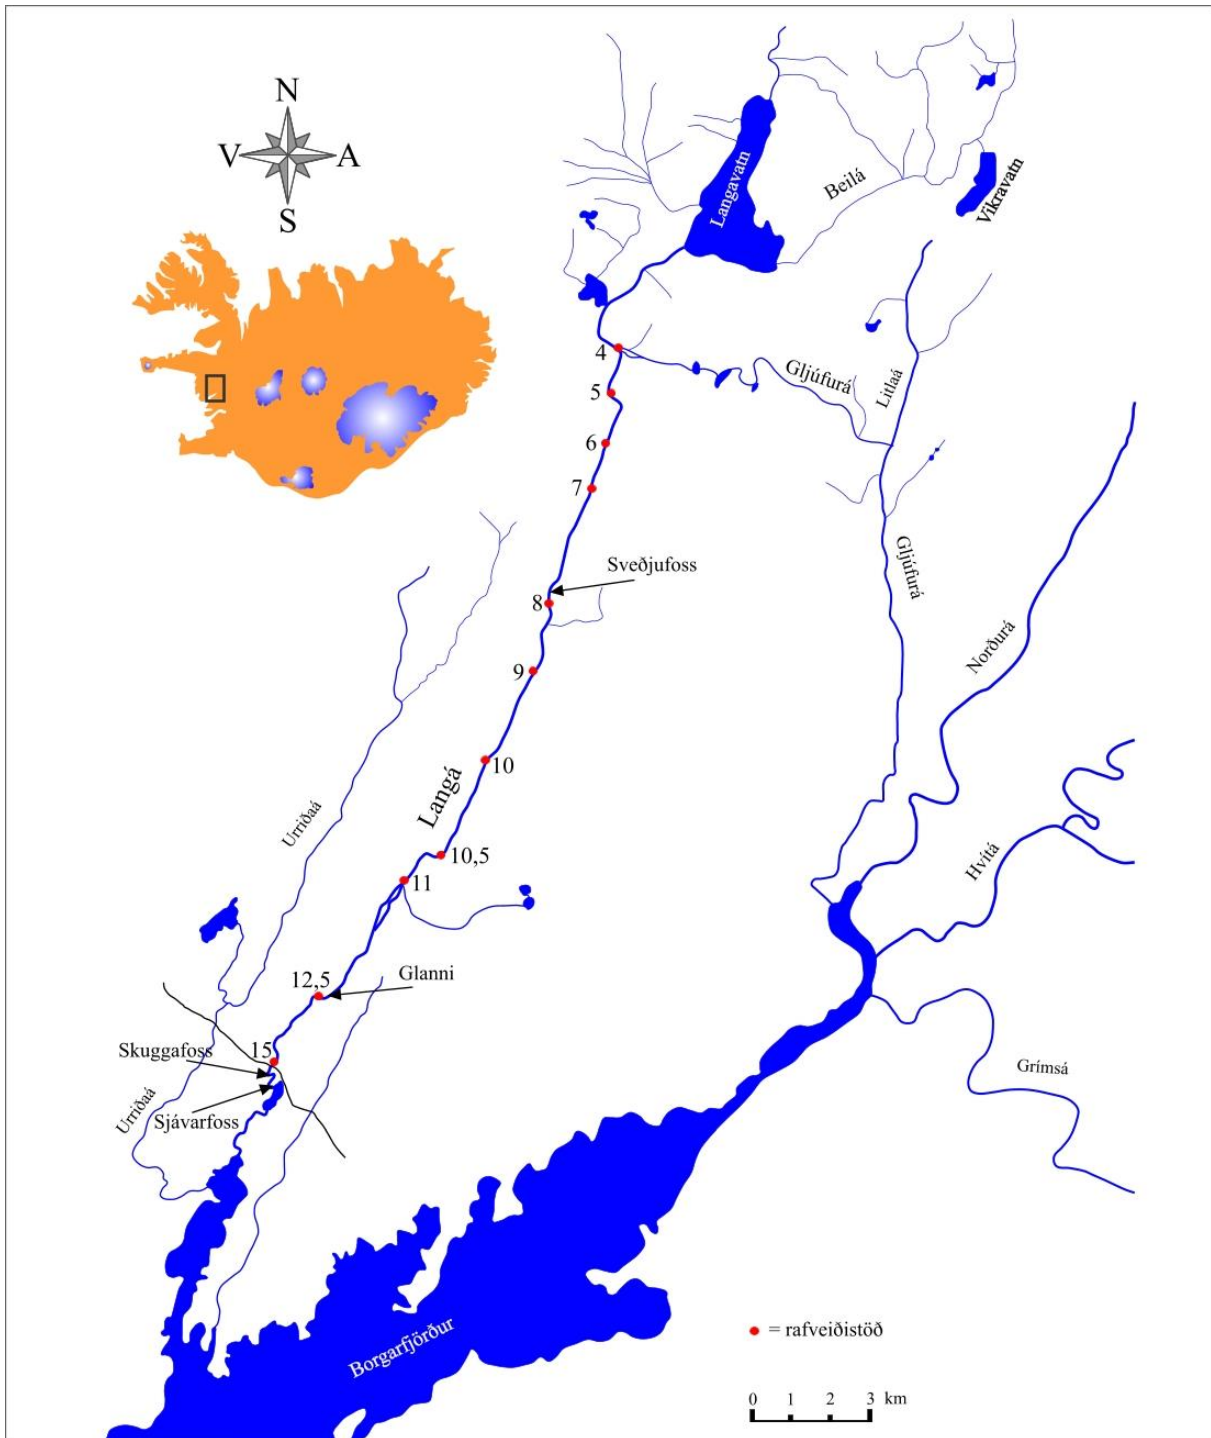 N
V
A
S
Langavatn
Beilá
Vikravatn
4
Gljúfurá
Litlaá
5
6
7
Gljúfurá
Sveðjufoss
8
Norðurá
9
10
Langá
Urriðaá
10,5
Hvítá
11
12,5
Glanni
15
Skuggafoss
Grímsá
Urriðaá
Sjávarfoss
Borgarfjörður
= rafveiðistöð
0 1 2 3 km